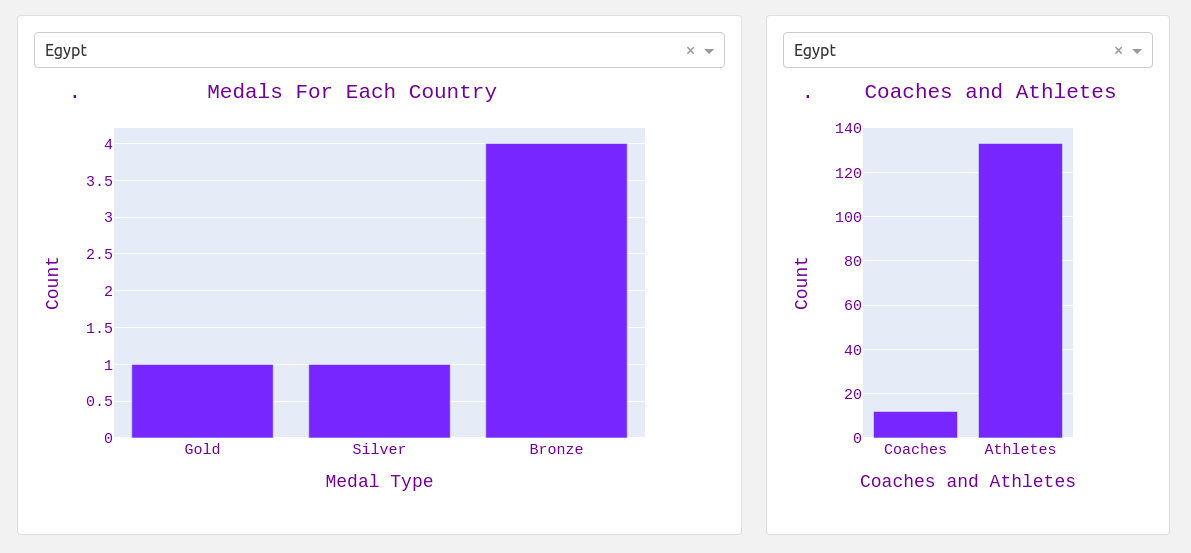 Egypt × 
. Medals For Each Country
Count
4
3.5
3
2.5
2
1.5
1
0.5
0
Gold Silver Bronze
Medal Type
Egypt ×
. Coaches and Athletes
Count
140
120
100
80
60
40
20
0
Coaches Athletes
Coaches and Athletes